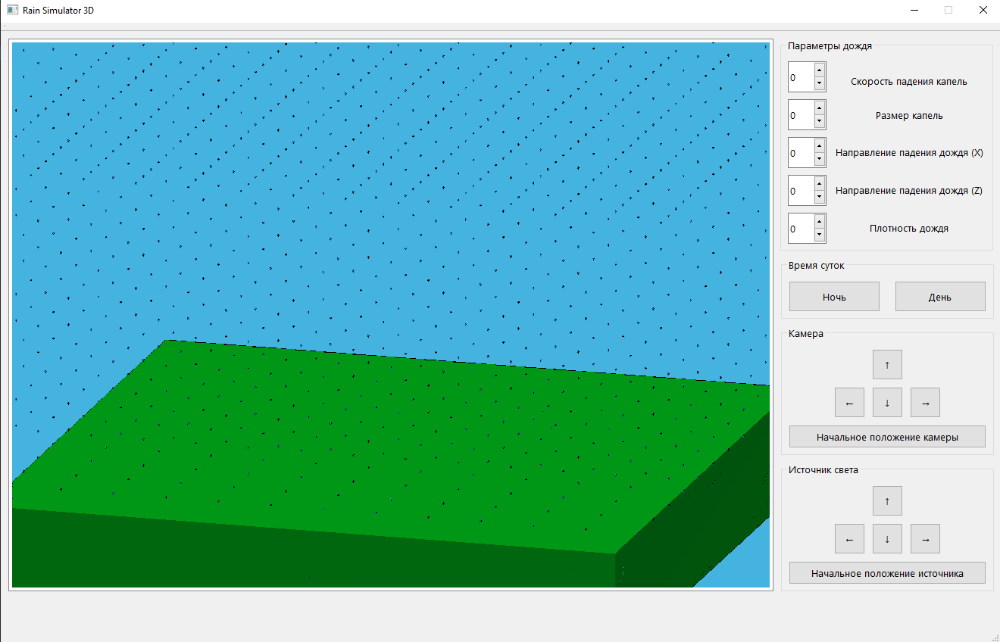 Rain Simulator 3D
Параметры дождя
0 Скорость падения капель
0 Размер капель
0 Направление падения дождя (X)
0 Направление падения дождя (Z)
0 Плотность дождя
Время суток
Ночь День
Камера
↑
← ↓ →
Начальное положение камеры
Источник света
↑
← ↓ →
Начальное положение источника